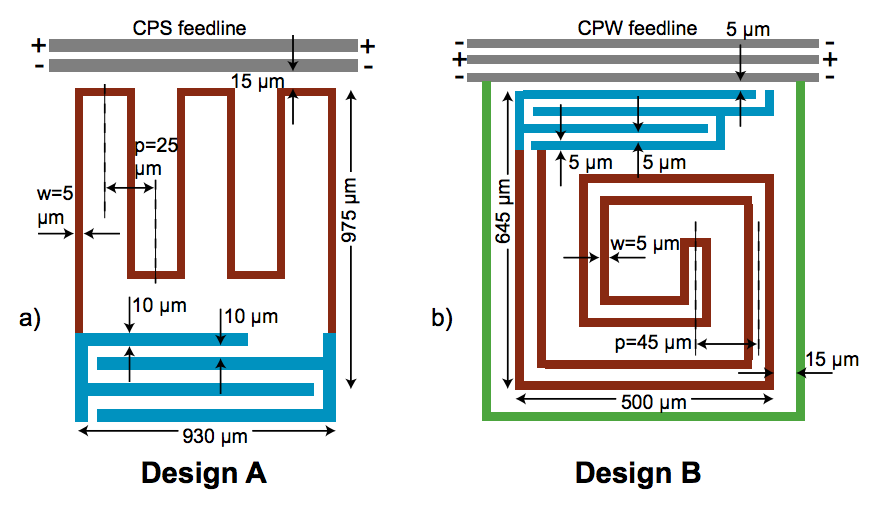 CPS feedline
+ +
- -
15 µm
p=25
µm
w=5
µm
975 µm
10 µm
10 µm
a)
930 µm
Design A
CPW feedline
5 µm
- -
+ +
- -
5 µm
5 µm
645 µm
w=5 µm
b)
p=45 µm
15 µm
500 µm
Design B